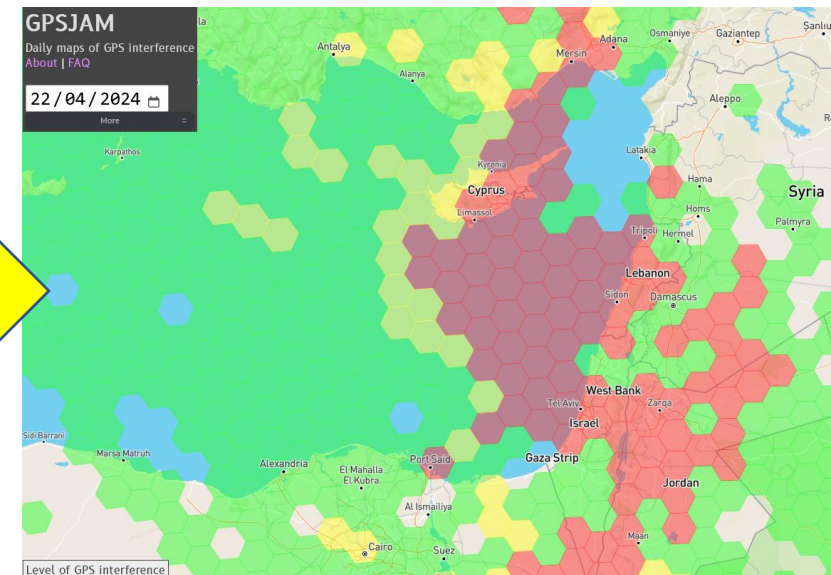 GPSJAM
Daily maps of GPS interference
About | FAQ
22/04/2024
More
Antalya
Alanya
Mersin
Adana
Osmaniye
Gaziantep
Karpathos
Aleppo
Kyrenia
Cyprus
Limassol
Latakia
Hama
Syria
Homs
Palmyra
Tripoli
Hermel
Lebanon
Sidon
Damascus
West Bank
Tel Aviv
Zarqa
Israel
Sidi Barrani
Marsa Matruh
Alexandria
El Mahalla
El Kubra
Port Said
Gaza Strip
Jordan
Al Ismailiya
Maan
Cairo
Suez
Level of GPS interference